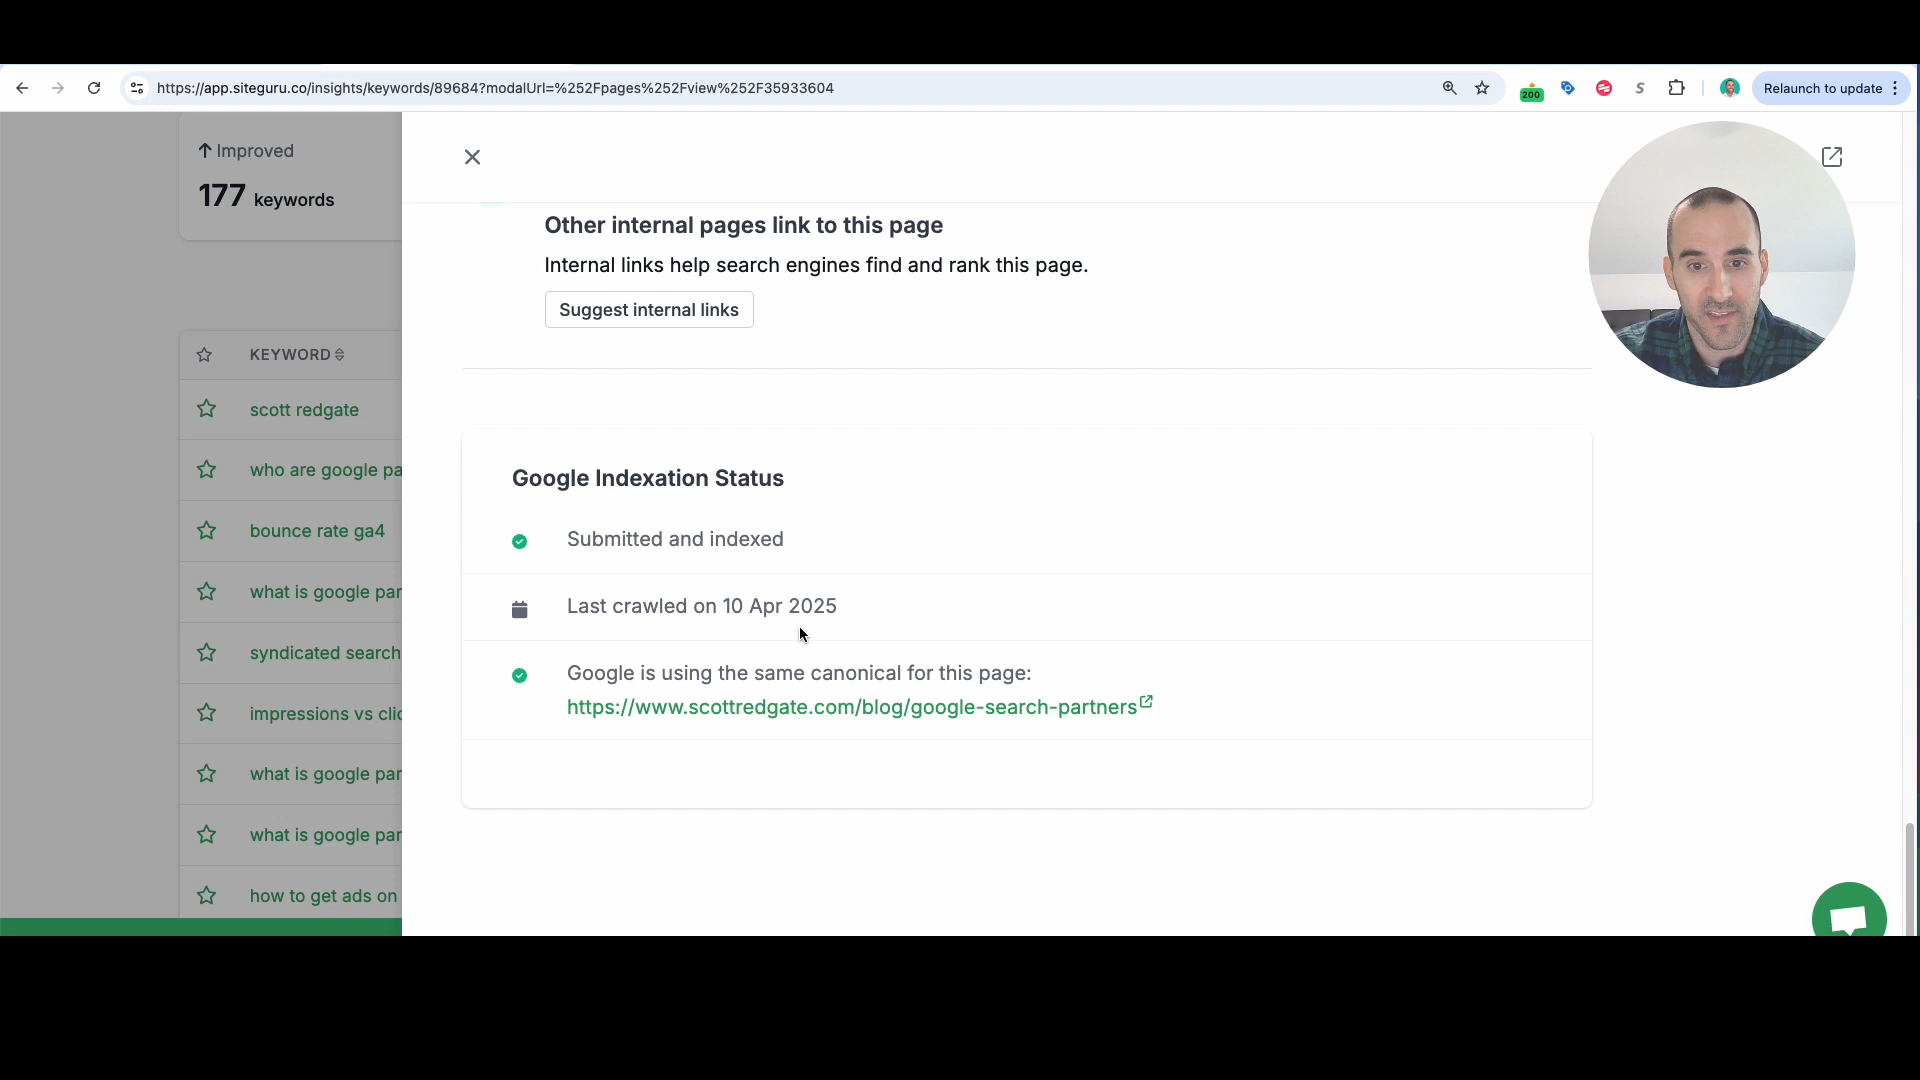 https://app.siteguru.co/insights/keywords/89684?modalUrl=%252Fpages%252Fview%252F35933604
200
S
Relaunch to update
Improved
177 keywords
KEYWORD
scott redgate
who are google pa
bounce rate ga4
what is google par
syndicated search
impressions vs clic
what is google par
what is google par
how to get ads on
Other internal pages link to this page
Internal links help search engines find and rank this page.
Suggest internal links
Google Indexation Status
Submitted and indexed
Last crawled on 10 Apr 2025
Google is using the same canonical for this page:
https://www.scottredgate.com/blog/google-search-partners